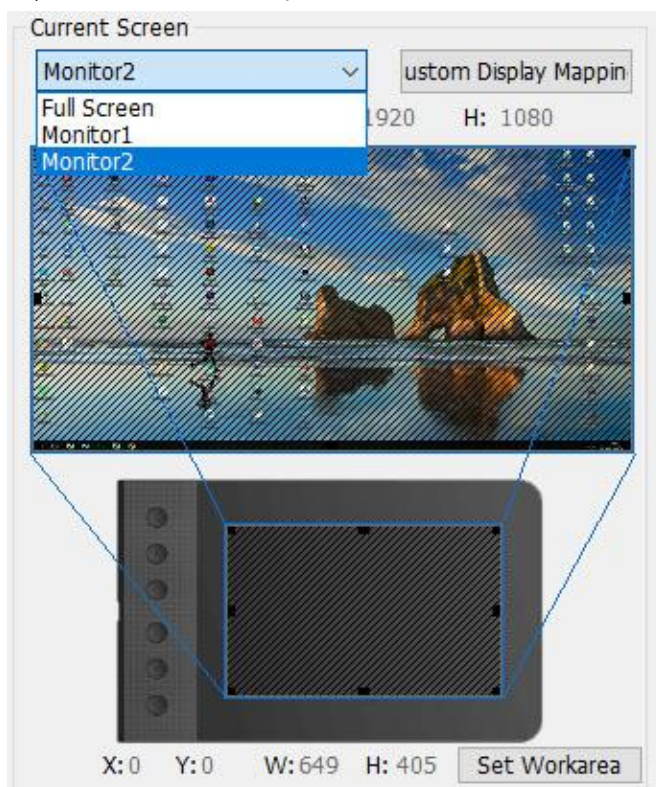 Current Screen
Monitor2
ustom Display Mappin
Full Screen
1920 H: 1080
Monitor1
Monitor2
X: 0 Y: 0 W: 649 H: 405 Set Workarea